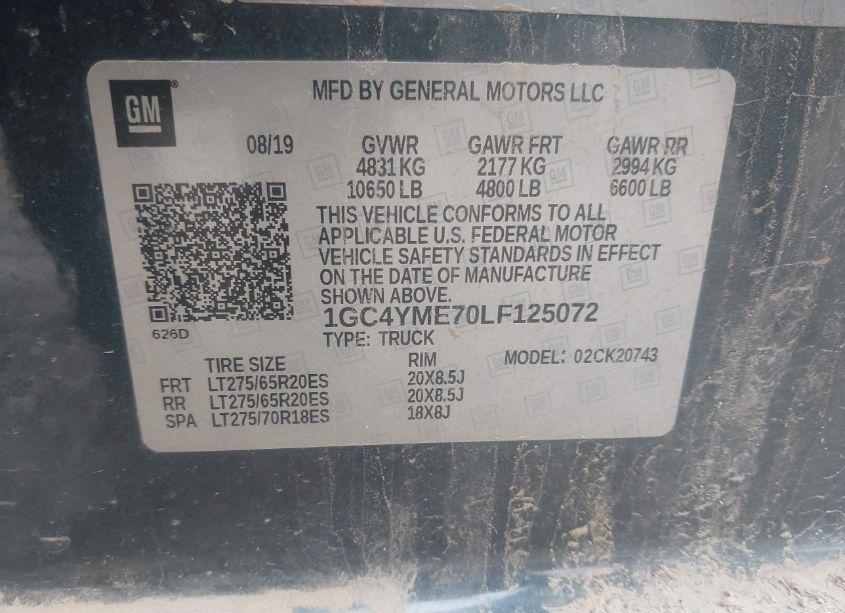 GM
MFD BY GENERAL MOTORS LLC
08/19 GVWR GAWR FRT GAWR RR
4831 KG 2177 KG 2994 KG
10650 LB 4800 LB 6600 LB
THIS VEHICLE CONFORMS TO ALL
APPLICABLE U.S. FEDERAL MOTOR
VEHICLE SAFETY STANDARDS IN EFFECT
ON THE DATE OF MANUFACTURE
SHOWN ABOVE.
626D
1GC4YME70LF125072
TYPE: TRUCK
MODEL: 02CK20743
TIRE SIZE RIM
FRT LT275/65R20ES 20X8.5J
RR LT275/65R20ES 20X8.5J
SPA LT275/70R18ES 18X8J